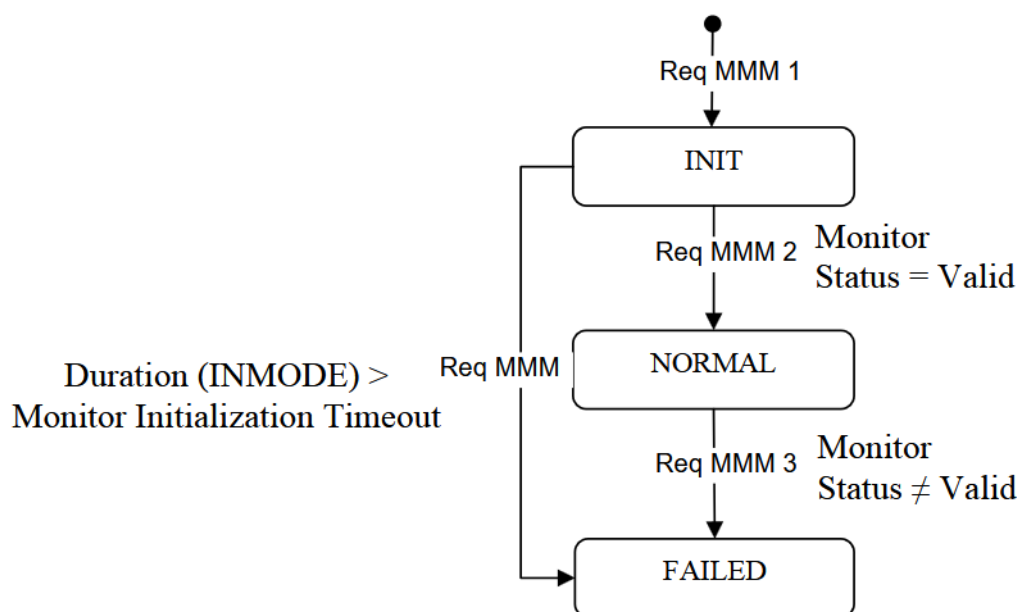 Req MMM 1
INIT
Req MMM 2
Monitor
Status = Valid
Duration (INMODE) >
Monitor Initialization Timeout
Req MMM
NORMAL
Req MMM 3
Monitor
Status ≠ Valid
FAILED